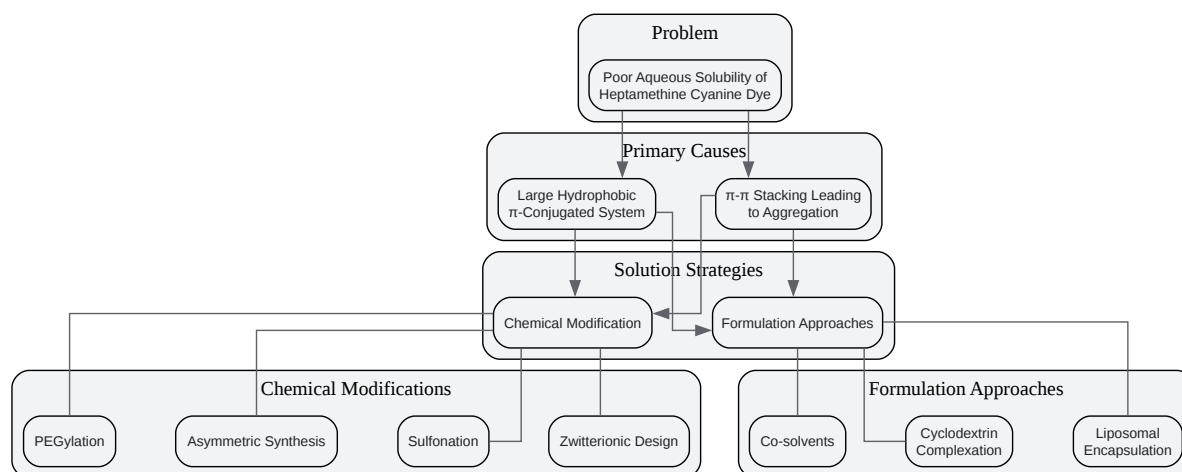 Problem
Poor Aqueous Solubility of
Heptamethine Cyanine Dye
Primary Causes
Large Hydrophobic
π-Conjugated System
π-π Stacking Leading
to Aggregation
Solution Strategies
Chemical Modification
Formulation Approaches
Chemical Modifications
PEGylation
Asymmetric Synthesis
Sulfonation
Zwitterionic Design
Formulation Approaches
Co-solvents
Cyclodextrin
Complexation
Liposomal
Encapsulation